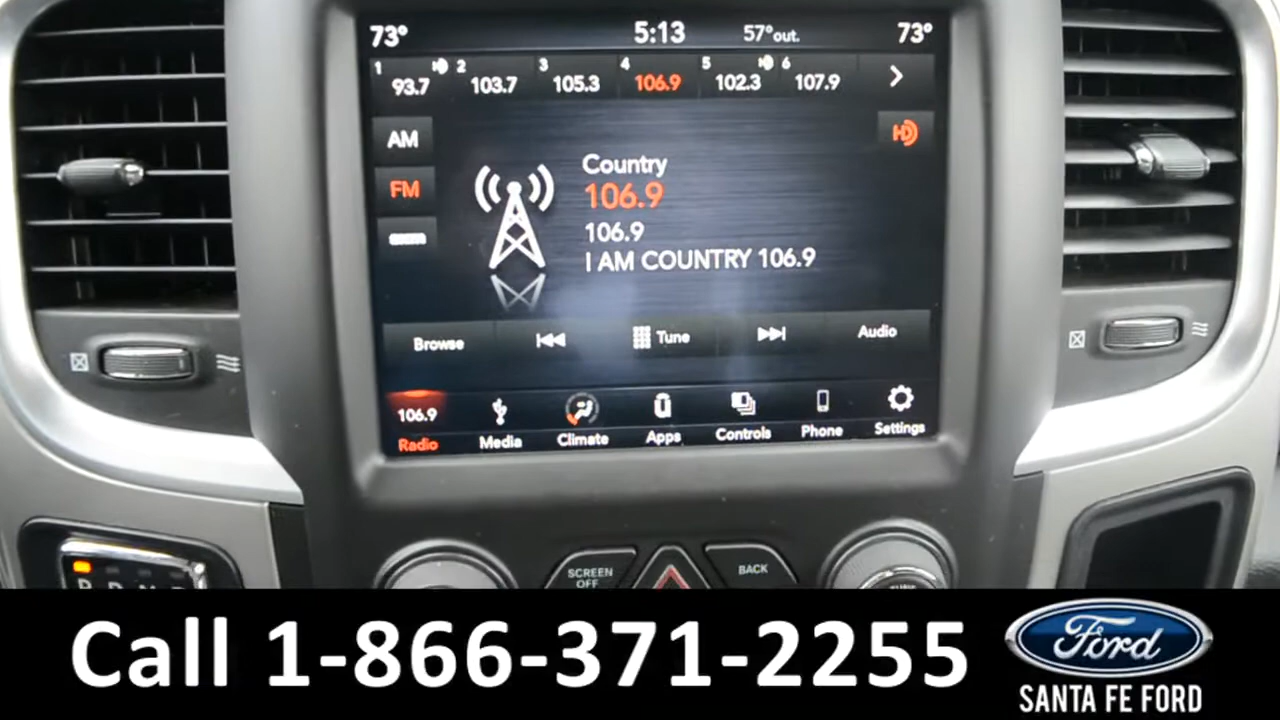 73° 5:13 57°out. 73°
1 93.7 2 103.7 3 105.3 4 106.9 5 102.3 6 107.9
AM HD
Country
FM 106.9
106.9
I AM COUNTRY 106.9
Browse Tune Audio
106.9
Radio Media Climate Apps Controls Phone Settings
SCREEN OFF BACK
Call 1-866-371-2255
Ford
SANTA FE FORD